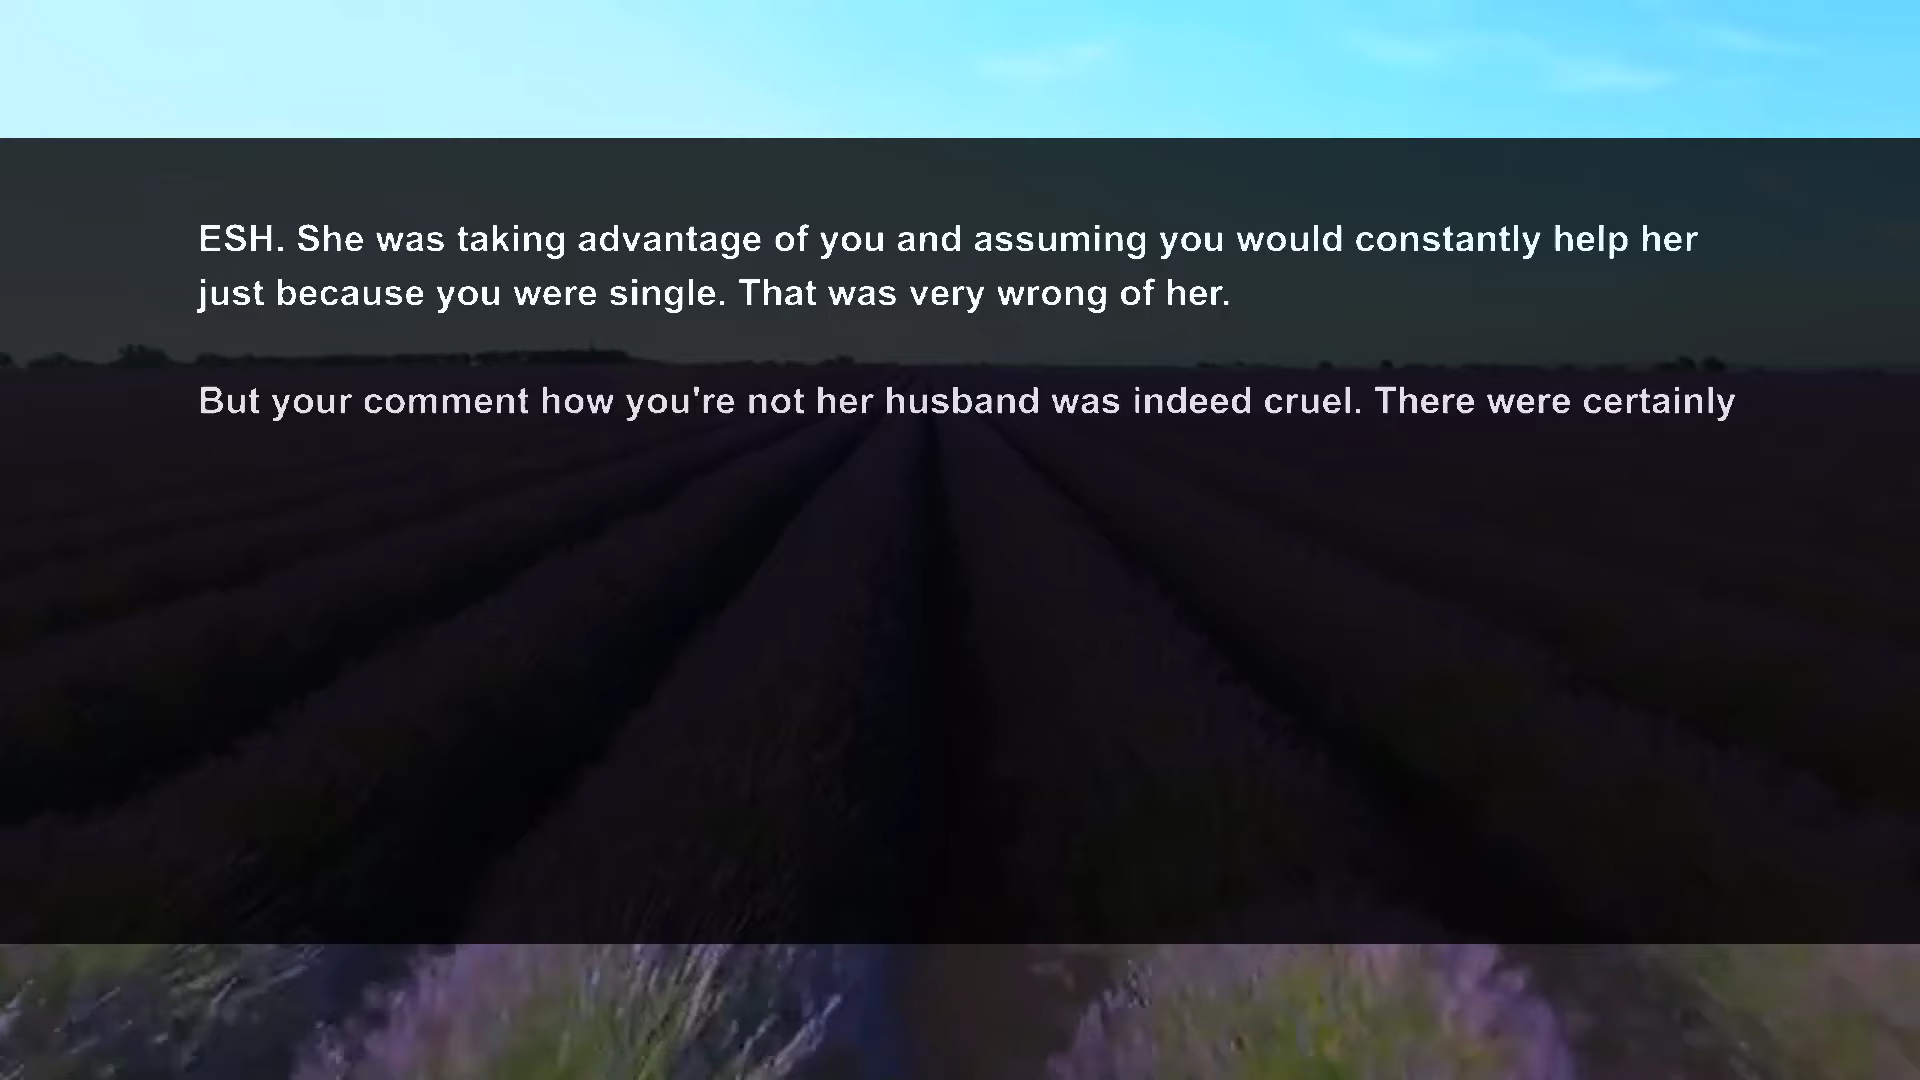 ESH. She was taking advantage of you and assuming you would constantly help her
just because you were single. That was very wrong of her.
But your comment how you're not her husband was indeed cruel. There were certainly